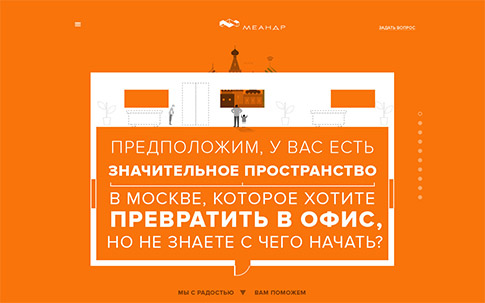 МЕАНДР
ЗАДАТЬ ВОПРОС
ПРЕДПОЛОЖИМ, У ВАС ЕСТЬ
ЗНАЧИТЕЛЬНОЕ ПРОСТРАНСТВО
В МОСКВЕ, КОТОРОЕ ХОТИТЕ
ПРЕВРАТИТЬ В ОФИС,
НО НЕ ЗНАЕТЕ С ЧЕГО НАЧАТЬ?
МЫ С РАДОСТЬЮ ▼ ВАМ ПОМОЖЕМ